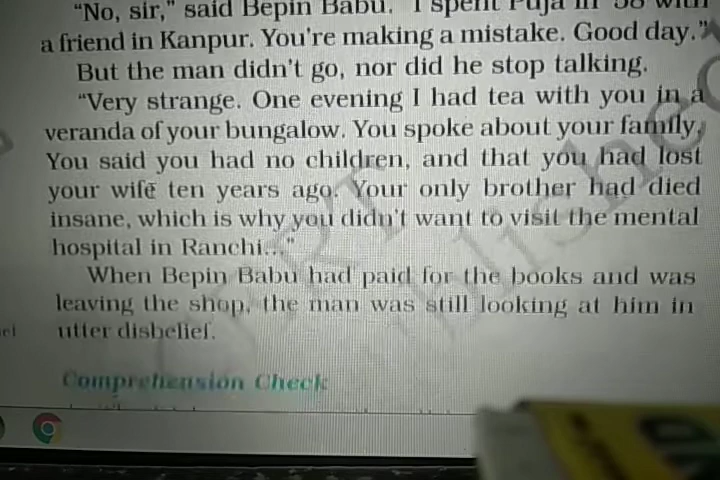 "No, sir," said Bepin Babu. "I spent Puja in '58 with
a friend in Kanpur. You're making a mistake. Good day."
But the man didn't go, nor did he stop talking.
"Very strange. One evening I had tea with you in a
veranda of your bungalow. You spoke about your family.
You said you had no children, and that you had lost
your wife ten years ago. Your only brother had died
insane, which is why you didn't want to visit the mental
hospital in Ranchi..."
When Bepin Babu had paid for the books and was
leaving the shop, the man was still looking at him in
utter disbelief.
Comprehension Check